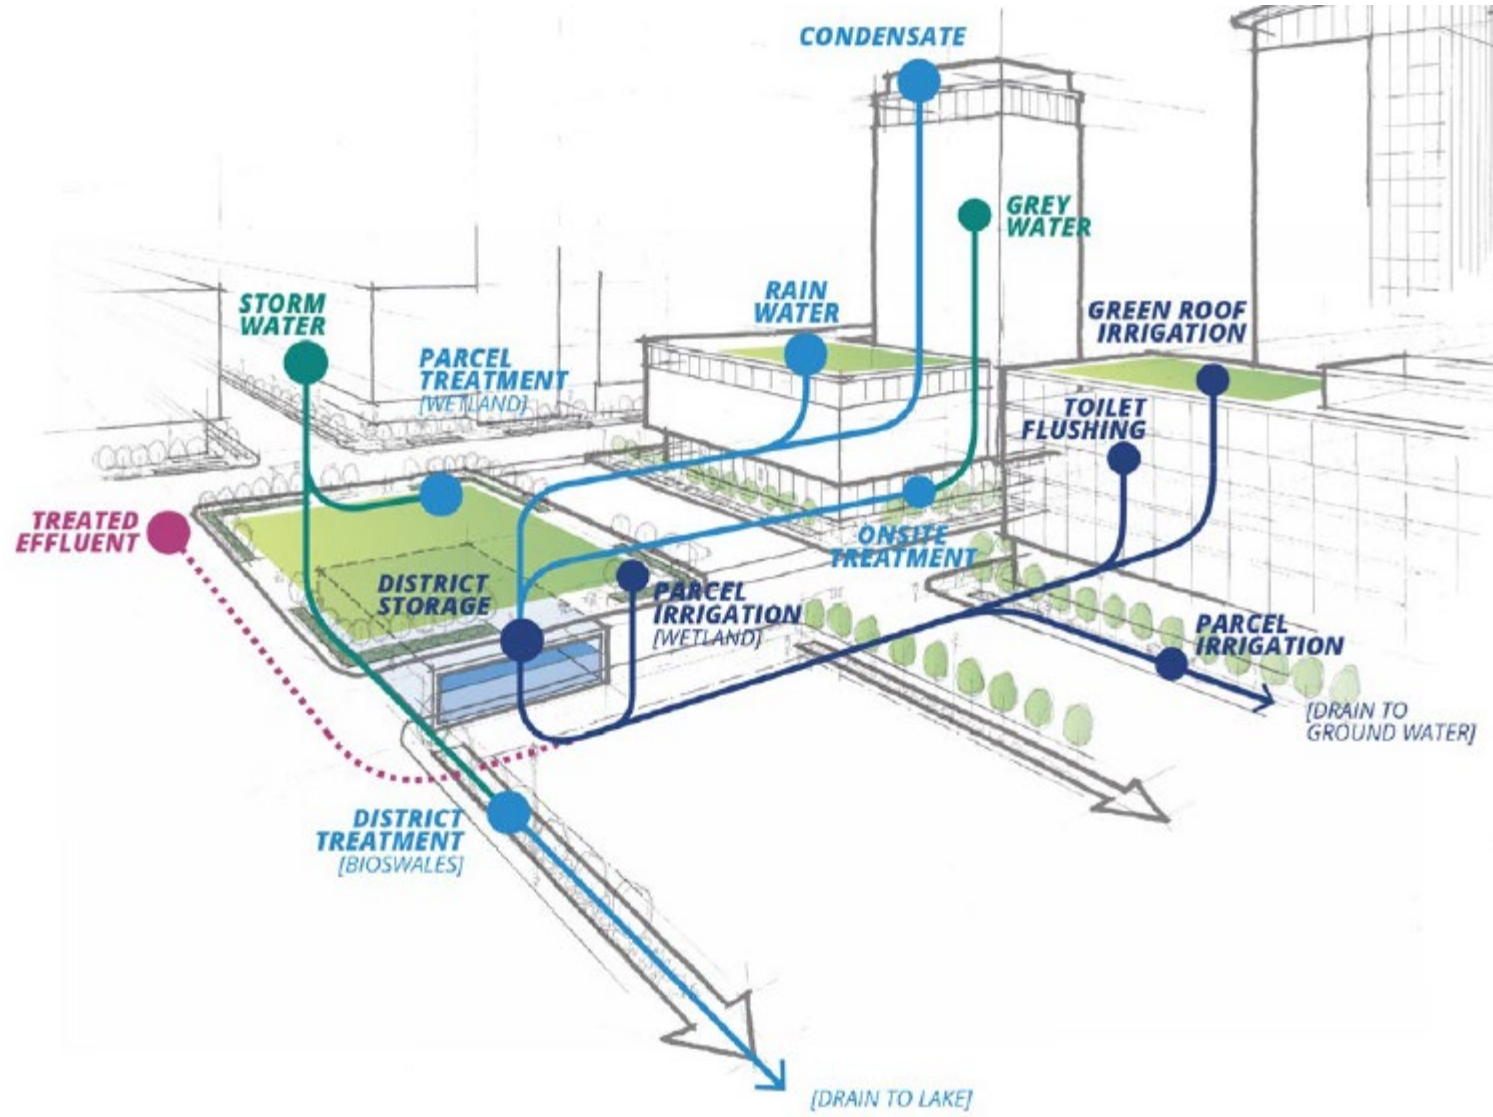 CONDENSATE
GREY
WATER
RAIN
WATER
STORM
WATER
GREEN ROOF
IRRIGATION
PARCEL
TREATMENT
[WETLAND]
TOILET
FLUSHING
TREATED
EFFLUENT
ONSITE
TREATMENT
DISTRICT
STORAGE
PARCEL
IRRIGATION
[WETLAND]
PARCEL
IRRIGATION
[DRAIN TO
GROUND WATER]
DISTRICT
TREATMENT
[BIOSWALES]
[DRAIN TO LAKE]